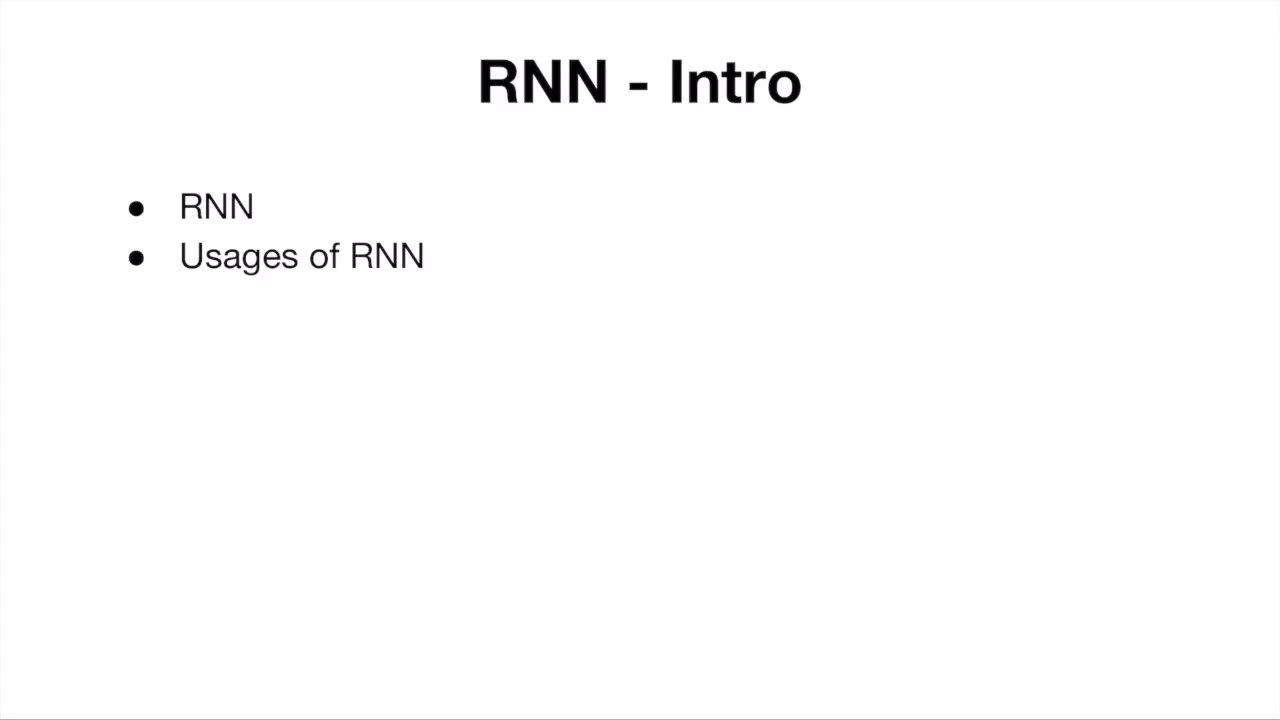 RNN - Intro
● RNN
● Usages of RNN